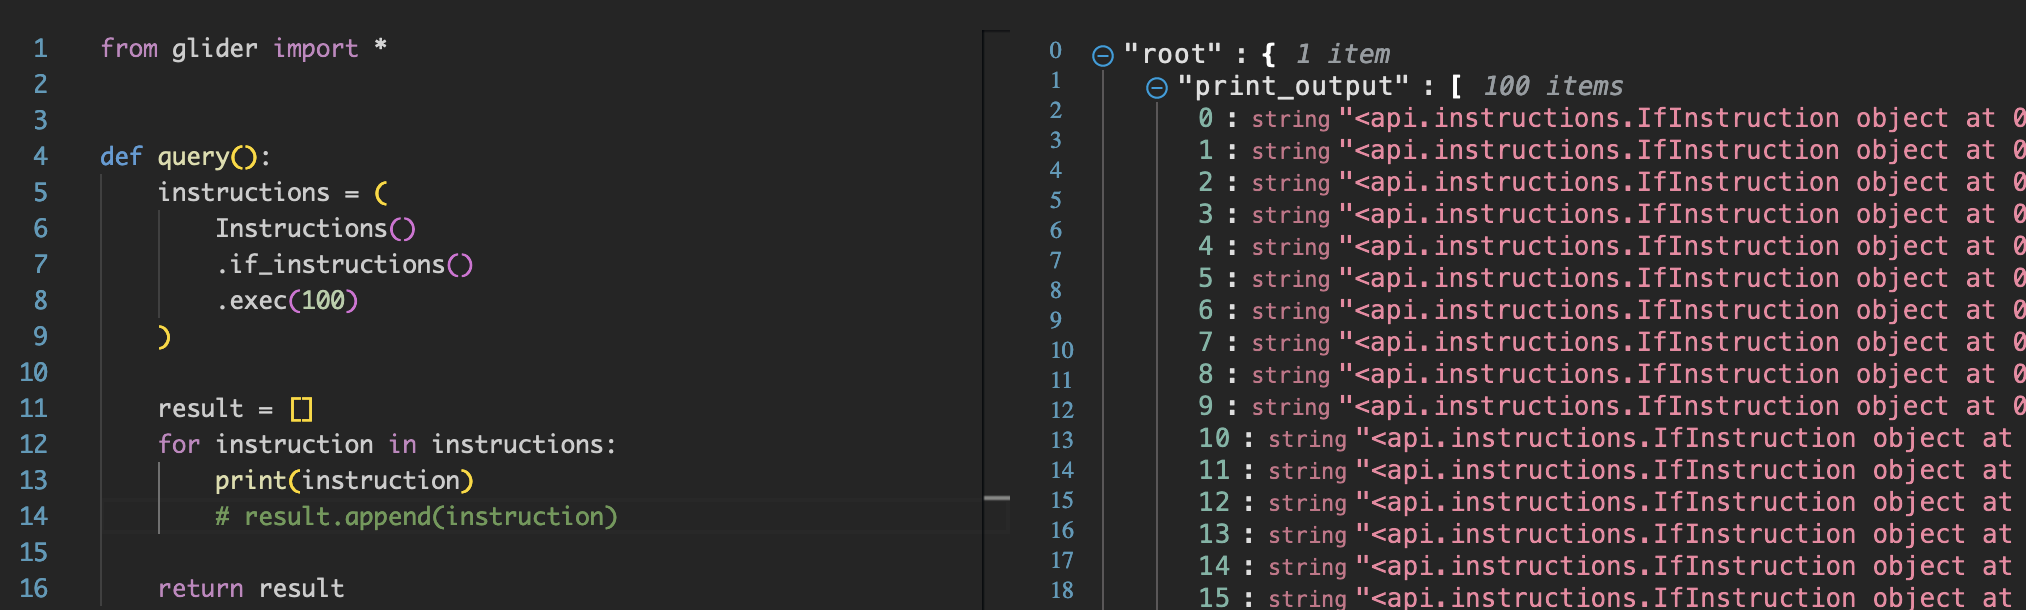 1 from glider import *
2
3
4 def query():
5 instructions = (
6 Instructions()
7 .if_instructions()
8 .exec(100)
9 )
10
11 result = []
12 for instruction in instructions:
13 print(instruction)
14 # result.append(instruction)
15
16 return result
0
1
2
3
4
5
6
7
8
9
10
11
12
13
14
15
16
17
18
"root" : { 1 item
"print_output" : [ 100 items
0 : string "<api.instructions.IfInstruction object at 0
1 : string "<api.instructions.IfInstruction object at 0
2 : string "<api.instructions.IfInstruction object at 0
3 : string "<api.instructions.IfInstruction object at 0
4 : string "<api.instructions.IfInstruction object at 0
5 : string "<api.instructions.IfInstruction object at 0
6 : string "<api.instructions.IfInstruction object at 0
7 : string "<api.instructions.IfInstruction object at 0
8 : string "<api.instructions.IfInstruction object at 0
9 : string "<api.instructions.IfInstruction object at 0
10 : string "<api.instructions.IfInstruction object at
11 : string "<api.instructions.IfInstruction object at
12 : string "<api.instructions.IfInstruction object at
13 : string "<api.instructions.IfInstruction object at
14 : string "<api.instructions.IfInstruction object at
15 : string "<api.instructions.IfInstruction object at